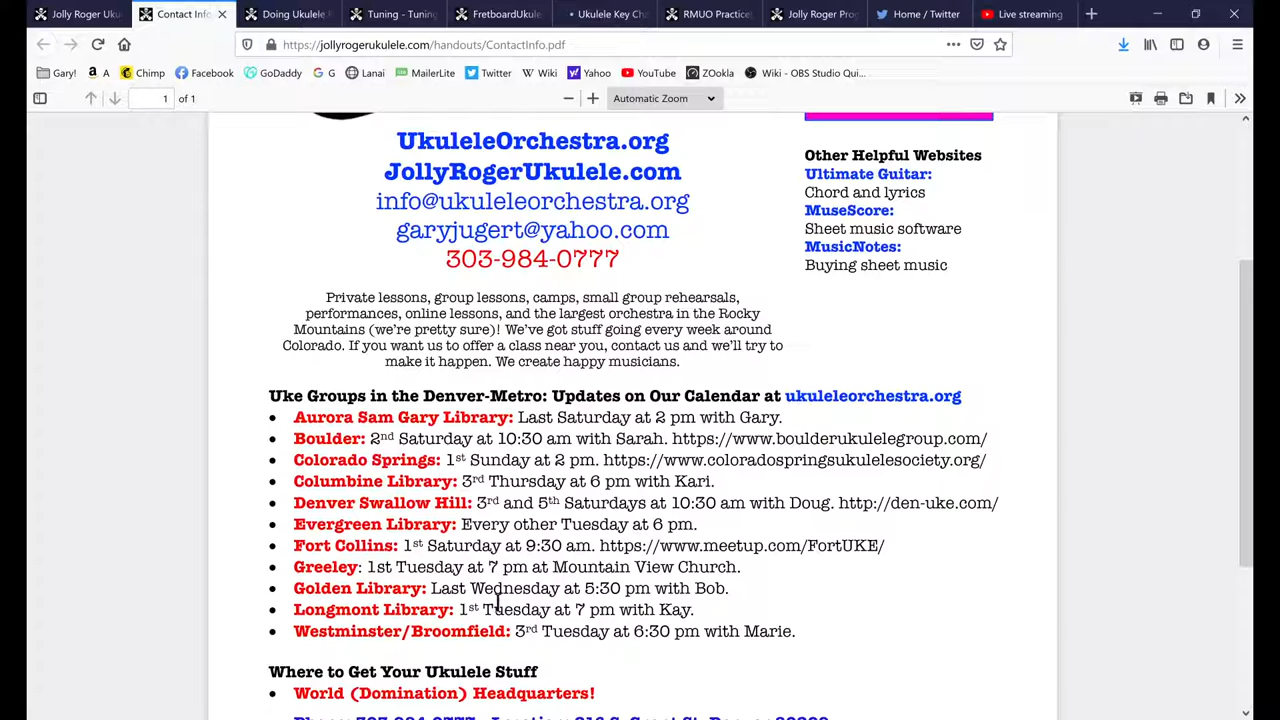 Jolly Roger Uku
Contact Info
Doing Ukulele
Tuning - Tuning
FretboardUkule
Ukulele Key Cha
RMUO Practice
Jolly Roger Pro
Home / Twitter
Live streaming
https://jollyrogerukulele.com/handouts/ContactInfo.pdf
Gary!
A
Chimp
Facebook
GoDaddy
G
Lanai
MailerLite
Twitter
Wiki
Yahoo
YouTube
ZOokla
Wiki - OBS Studio Qui...
1 of 1
Automatic Zoom
UkuleleOrchestra.org
JollyRogerUkulele.com
info@ukuleleorchestra.org
garyjugert@yahoo.com
303-984-0777
Other Helpful Websites
Ultimate Guitar:
Chord and lyrics
MuseScore:
Sheet music software
MusicNotes:
Buying sheet music
Private lessons, group lessons, camps, small group rehearsals,
performances, online lessons, and the largest orchestra in the Rocky
Mountains (we're pretty sure)! We've got stuff going every week around
Colorado. If you want us to offer a class near you, contact us and we'll try to
make it happen. We create happy musicians.
Uke Groups in the Denver-Metro: Updates on Our Calendar at ukuleleorchestra.org
• Aurora Sam Gary Library: Last Saturday at 2 pm with Gary.
• Boulder: 2nd Saturday at 10:30 am with Sarah. https://www.boulderukulelegroup.com/
• Colorado Springs: 1st Sunday at 2 pm. https://www.coloradospringsukulelesociety.org/
• Columbine Library: 3rd Thursday at 6 pm with Kari.
• Denver Swallow Hill: 3rd and 5th Saturdays at 10:30 am with Doug. http://den-uke.com/
• Evergreen Library: Every other Tuesday at 6 pm.
• Fort Collins: 1st Saturday at 9:30 am. https://www.meetup.com/FortUKE/
• Greeley: 1st Tuesday at 7 pm at Mountain View Church.
• Golden Library: Last Wednesday at 5:30 pm with Bob.
• Longmont Library: 1st Tuesday at 7 pm with Kay.
• Westminster/Broomfield: 3rd Tuesday at 6:30 pm with Marie.
Where to Get Your Ukulele Stuff
• World (Domination) Headquarters!